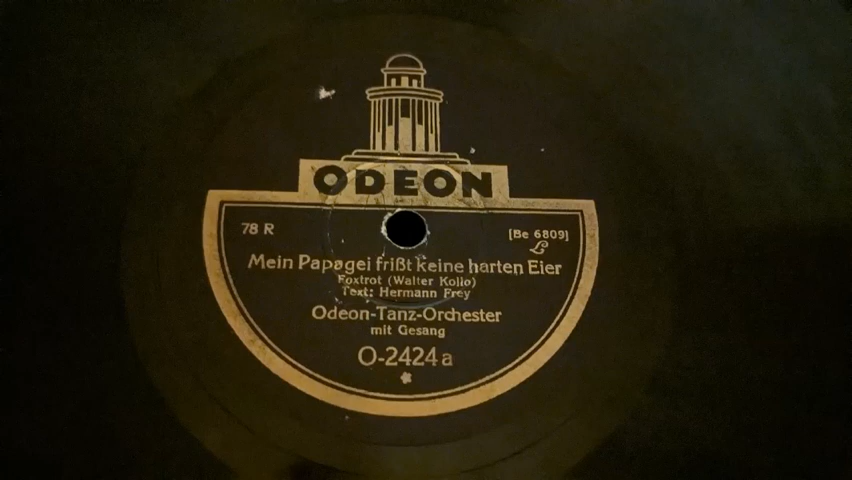 ODEON
78 R
[Be 6809]
L
Mein Papagei frißt keine harten Eier
Foxtrot (Walter Kollo)
Text: Hermann Frey
Odeon-Tanz-Orchester
mit Gesang
O-2424 a